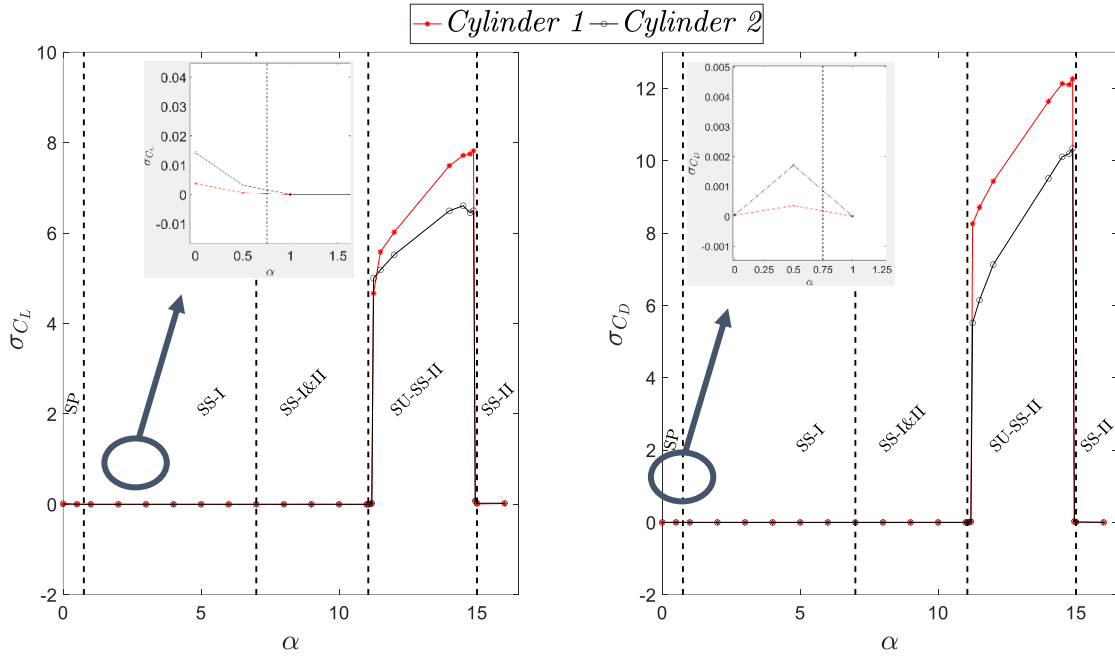 Cylinder 1 Cylinder 2
10
8
6
4
2
0
-2
σ_{C_L}
0 5 10 15
α
SP
SS-I
SS-I&II
SU-SS-II
SS-II
0.04
0.03
0.02
0.01
0
-0.01
σ_{C_L}
0 0.5 1 1.5
α
12
10
8
6
4
2
0
-2
σ_{C_D}
0 5 10 15
α
SP
SS-I
SS-I&II
SU-SS-II
SS-II
0.005
0.004
0.003
0.002
0.001
0
-0.001
σ_{C_D}
0 0.25 0.5 0.75 1 1.25
α